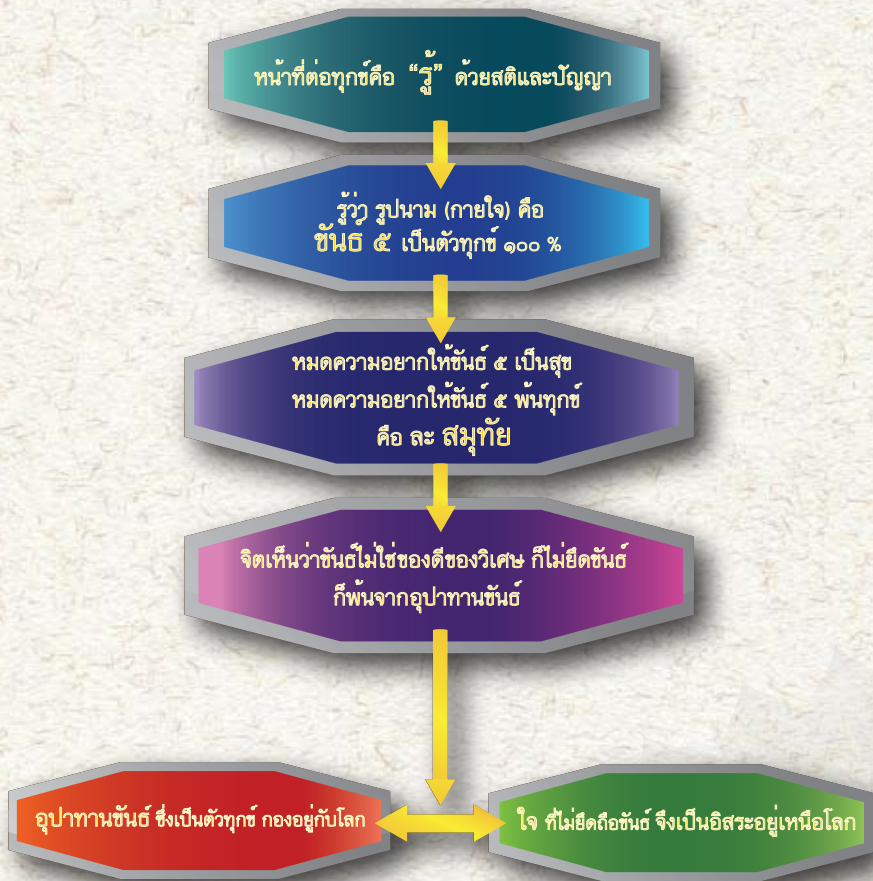 หน้าที่ต่อทุกข์คือ “รู้” ด้วยสติและปัญญา
รู้ว่า รูปนาม (กายใจ) คือ
ขันธ์ ๕ เป็นตัวทุกข์ ๑๐๐ %
หมดความอยากให้ขันธ์ ๕ เป็นสุข
หมดความอยากให้ขันธ์ ๕ พ้นทุกข์
คือ ละ สมุทัย
จิตเห็นว่าขันธ์ไม่ใช่ของดีของวิเศษ ก็ไม่ยึดขันธ์
ก็พ้นจากอุปาทานขันธ์
อุปาทานขันธ์ ซึ่งเป็นตัวทุกข์ กองอยู่กับโลก
ใจ ที่ไม่ยึดถือขันธ์ จึงเป็นอิสระอยู่เหนือโลก